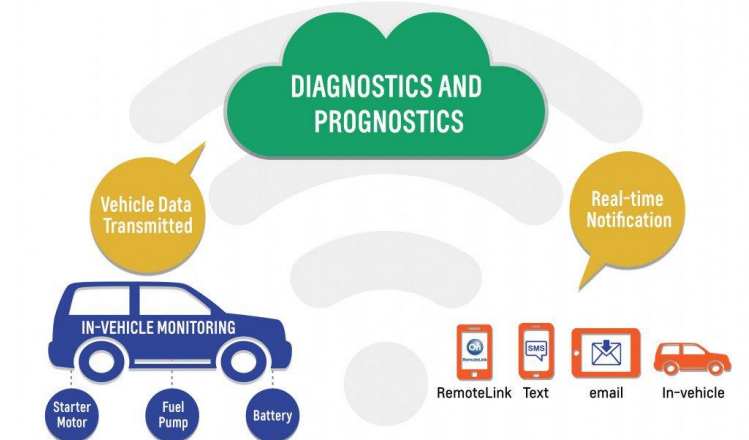 DIAGNOSTICS AND
PROGNOSTICS
Vehicle Data
Transmitted
Real-time
Notification
IN-VEHICLE MONITORING
Starter
Motor
Fuel
Pump
Battery
On
RemoteLink
SMS
RemoteLink
Text
email
In-vehicle